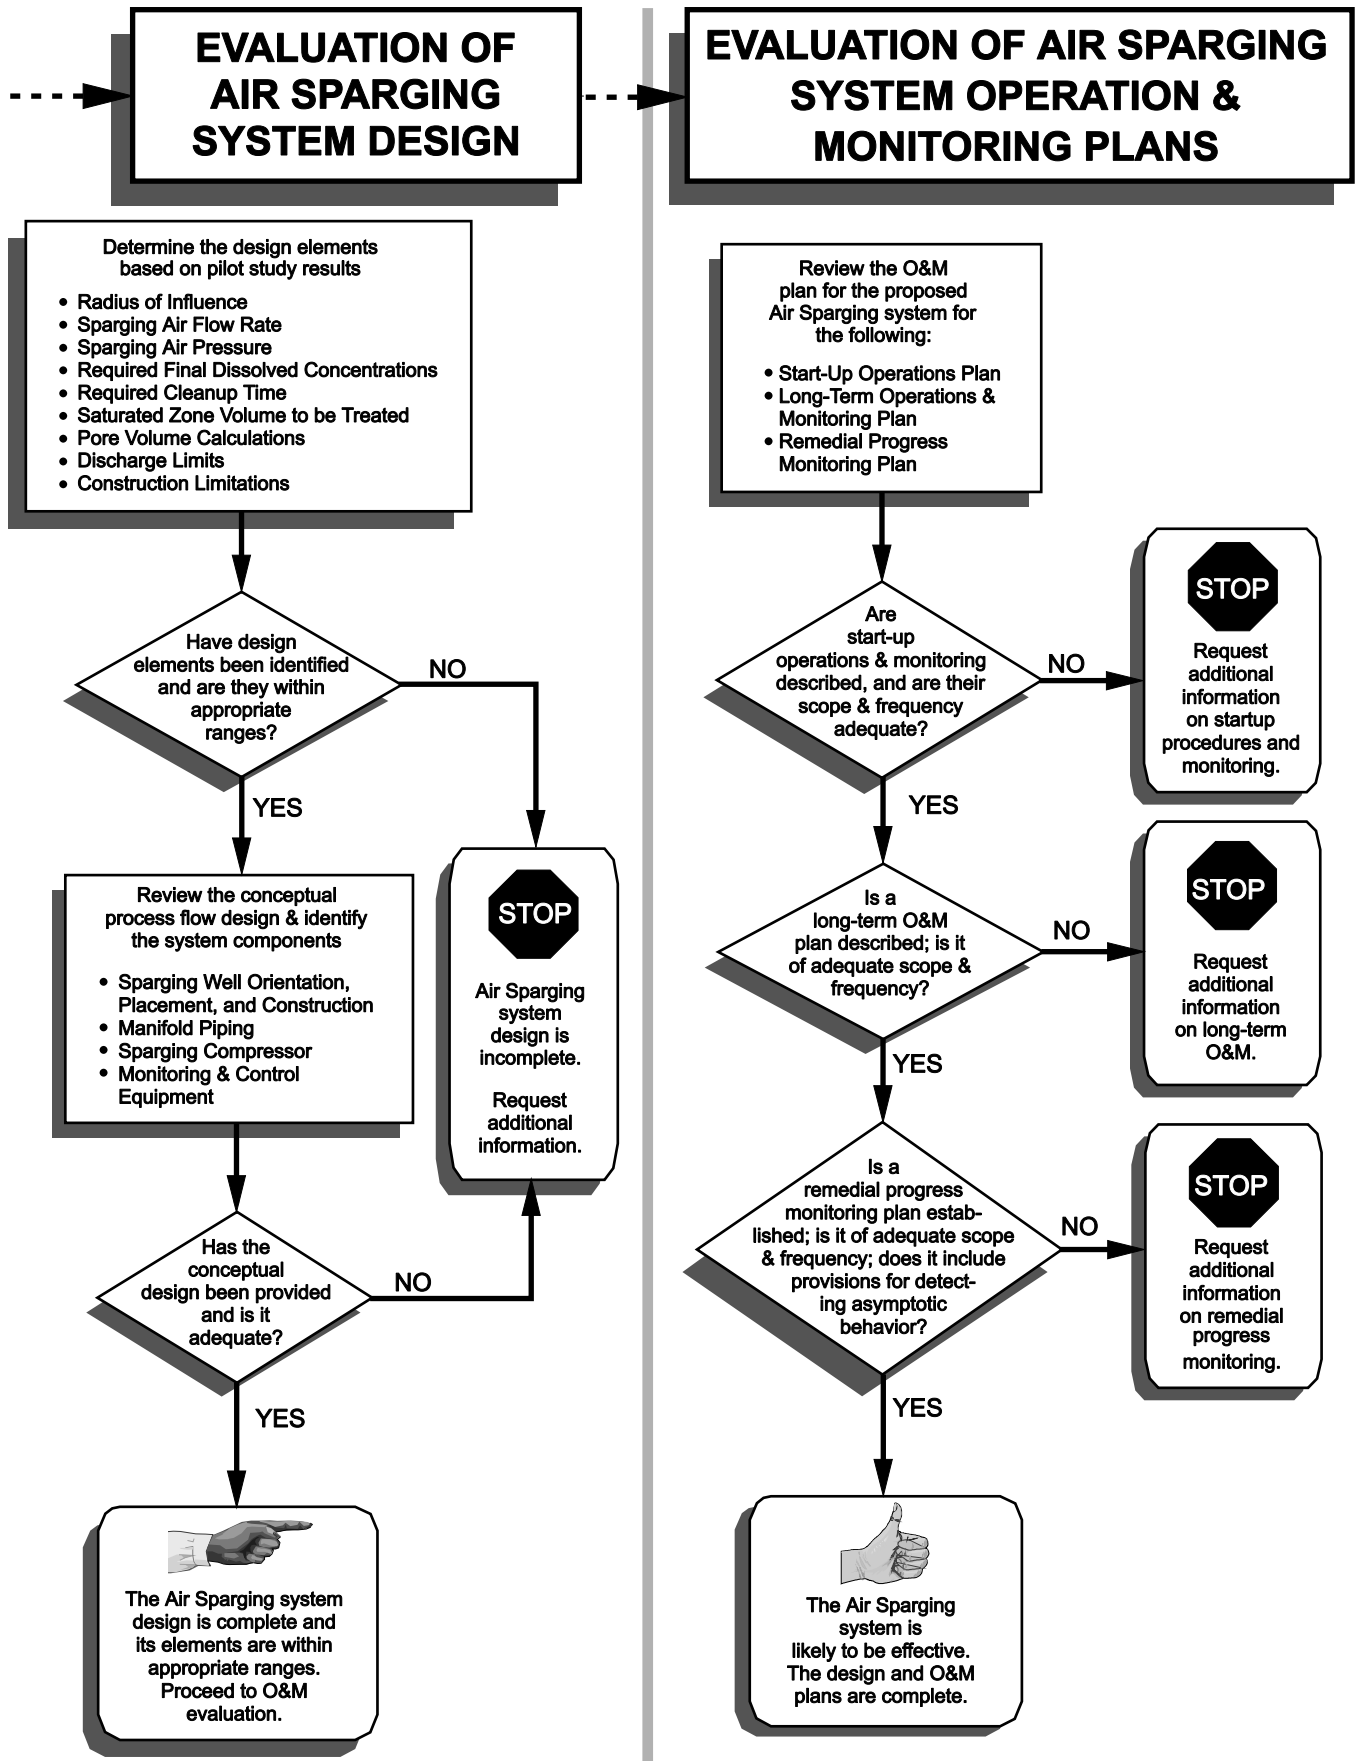 EVALUATION OF
AIR SPARGING
SYSTEM DESIGN
Determine the design elements
based on pilot study results
• Radius of Influence
• Sparging Air Flow Rate
• Sparging Air Pressure
• Required Final Dissolved Concentrations
• Required Cleanup Time
• Saturated Zone Volume to be Treated
• Pore Volume Calculations
• Discharge Limits
• Construction Limitations
Have design
elements been identified
and are they within
appropriate
ranges?
NO
YES
Review the conceptual
process flow design & identify
the system components
• Sparging Well Orientation,
Placement, and Construction
• Manifold Piping
• Sparging Compressor
• Monitoring & Control
Equipment
STOP
Air Sparging
system
design is
incomplete.
Request
additional
information.
Has the
conceptual
design been provided
and is it
adequate?
NO
YES
The Air Sparging system
design is complete and
its elements are within
appropriate ranges.
Proceed to O&M
evaluation.
EVALUATION OF AIR SPARGING
SYSTEM OPERATION &
MONITORING PLANS
Review the O&M
plan for the proposed
Air Sparging system for
the following:
• Start-Up Operations Plan
• Long-Term Operations &
Monitoring Plan
• Remedial Progress
Monitoring Plan
Are
start-up
operations & monitoring
described, and are their
scope & frequency
adequate?
NO
STOP
Request
additional
information
on startup
procedures and
monitoring.
YES
Is a
long-term O&M
plan described; is it
of adequate scope &
frequency?
NO
STOP
Request
additional
information
on long-term
O&M.
YES
Is a
remedial progress
monitoring plan estab-
lished; is it of adequate scope
& frequency; does it include
provisions for detect-
ing asymptotic
behavior?
NO
STOP
Request
additional
information
on remedial
progress
monitoring.
YES
The Air Sparging
system is
likely to be effective.
The design and O&M
plans are complete.